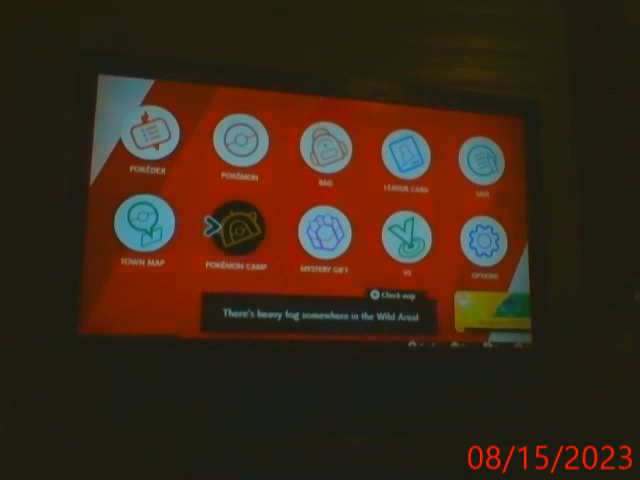 POKÉDEX
POKÉMON
BAG
LEAGUE CARD
SAVE
TOWN MAP
POKÉMON CAMP
MYSTERY GIFT
VS
OPTIONS
Check map
There's heavy fog somewhere in the Wild Area!
08/15/2023